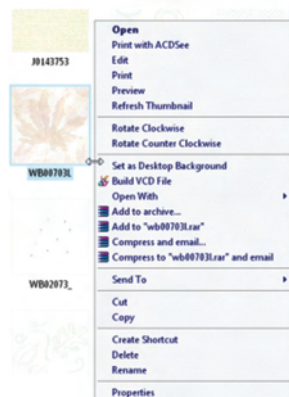 J0143753
WB00703L
WB02073_
Open
Print with ACDSee
Edit
Print
Preview
Refresh Thumbnail
Rotate Clockwise
Rotate Counter Clockwise
Set as Desktop Background
Build VCD File
Open With
Add to archive...
Add to "wb00703l.rar"
Compress and email...
Compress to "wb00703l.rar" and email
Send To
Cut
Copy
Create Shortcut
Delete
Rename
Properties